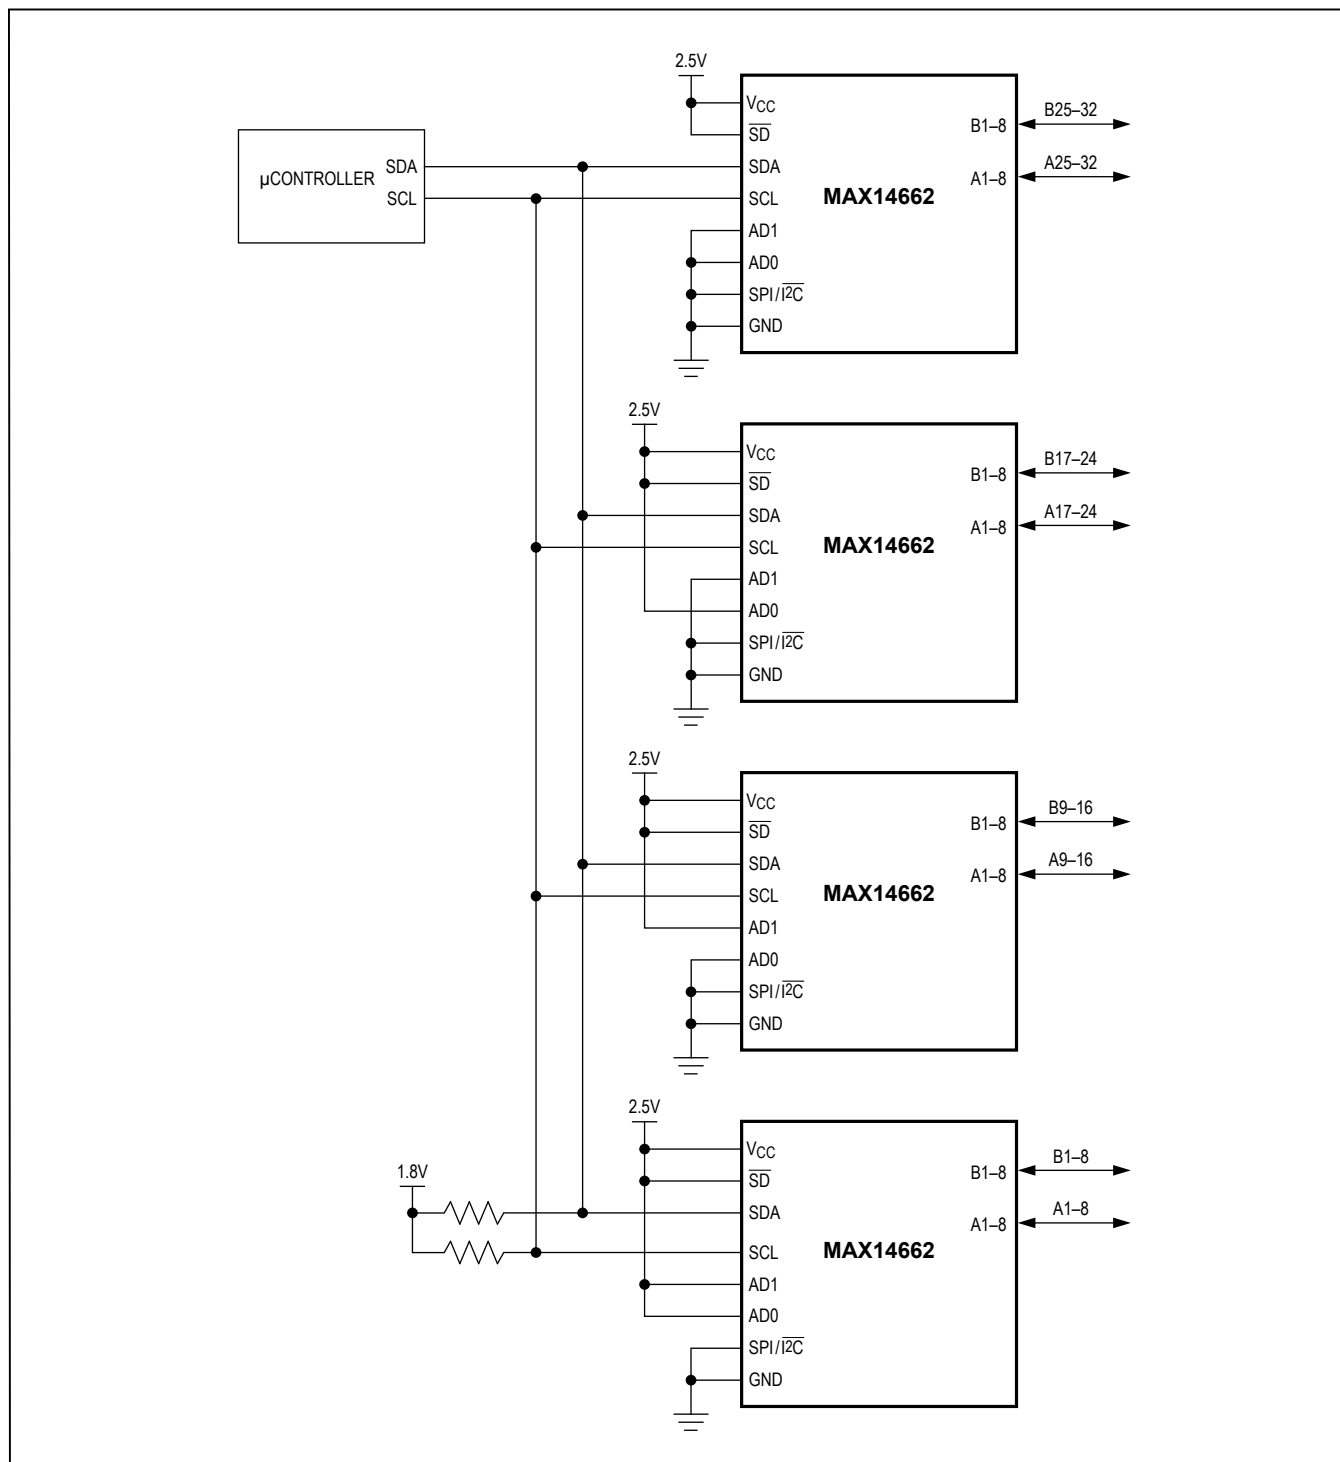 2.5V
VCC
SD
SDA
SCL
AD1
AD0
SPI/I2C
GND
B1–8
A1–8
MAX14662
B25–32
A25–32
µCONTROLLER
SDA
SCL
2.5V
VCC
SD
SDA
SCL
AD1
AD0
SPI/I2C
GND
B1–8
A1–8
MAX14662
B17–24
A17–24
2.5V
VCC
SD
SDA
SCL
AD1
AD0
SPI/I2C
GND
B1–8
A1–8
MAX14662
B9–16
A9–16
2.5V
VCC
SD
SDA
SCL
AD1
AD0
SPI/I2C
GND
B1–8
A1–8
MAX14662
B1–8
A1–8
1.8V